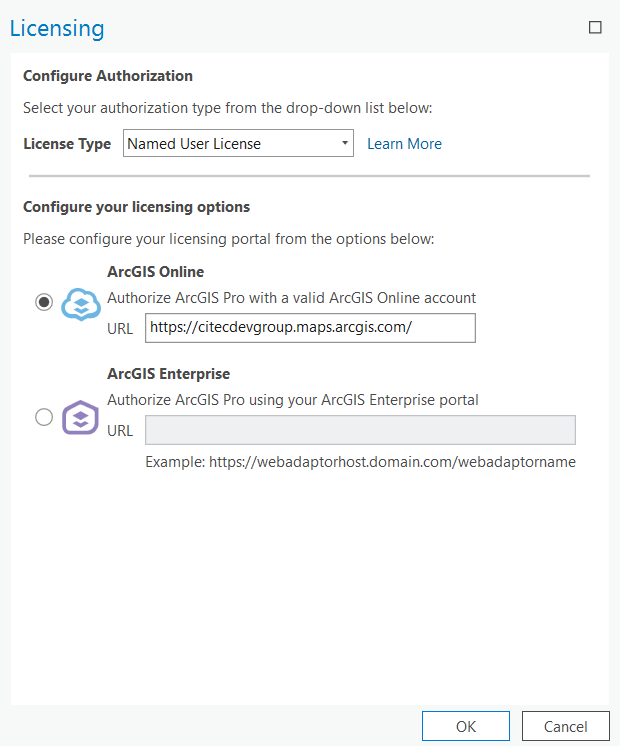 Licensing
Configure Authorization
Select your authorization type from the drop-down list below:
License Type Named User License Learn More
Configure your licensing options
Please configure your licensing portal from the options below:
ArcGIS Online
Authorize ArcGIS Pro with a valid ArcGIS Online account
URL https://citecdevgroup.maps.arcgis.com/
ArcGIS Enterprise
Authorize ArcGIS Pro using your ArcGIS Enterprise portal
URL
Example: https://webadaptorhost.domain.com/webadaptorname
OK Cancel